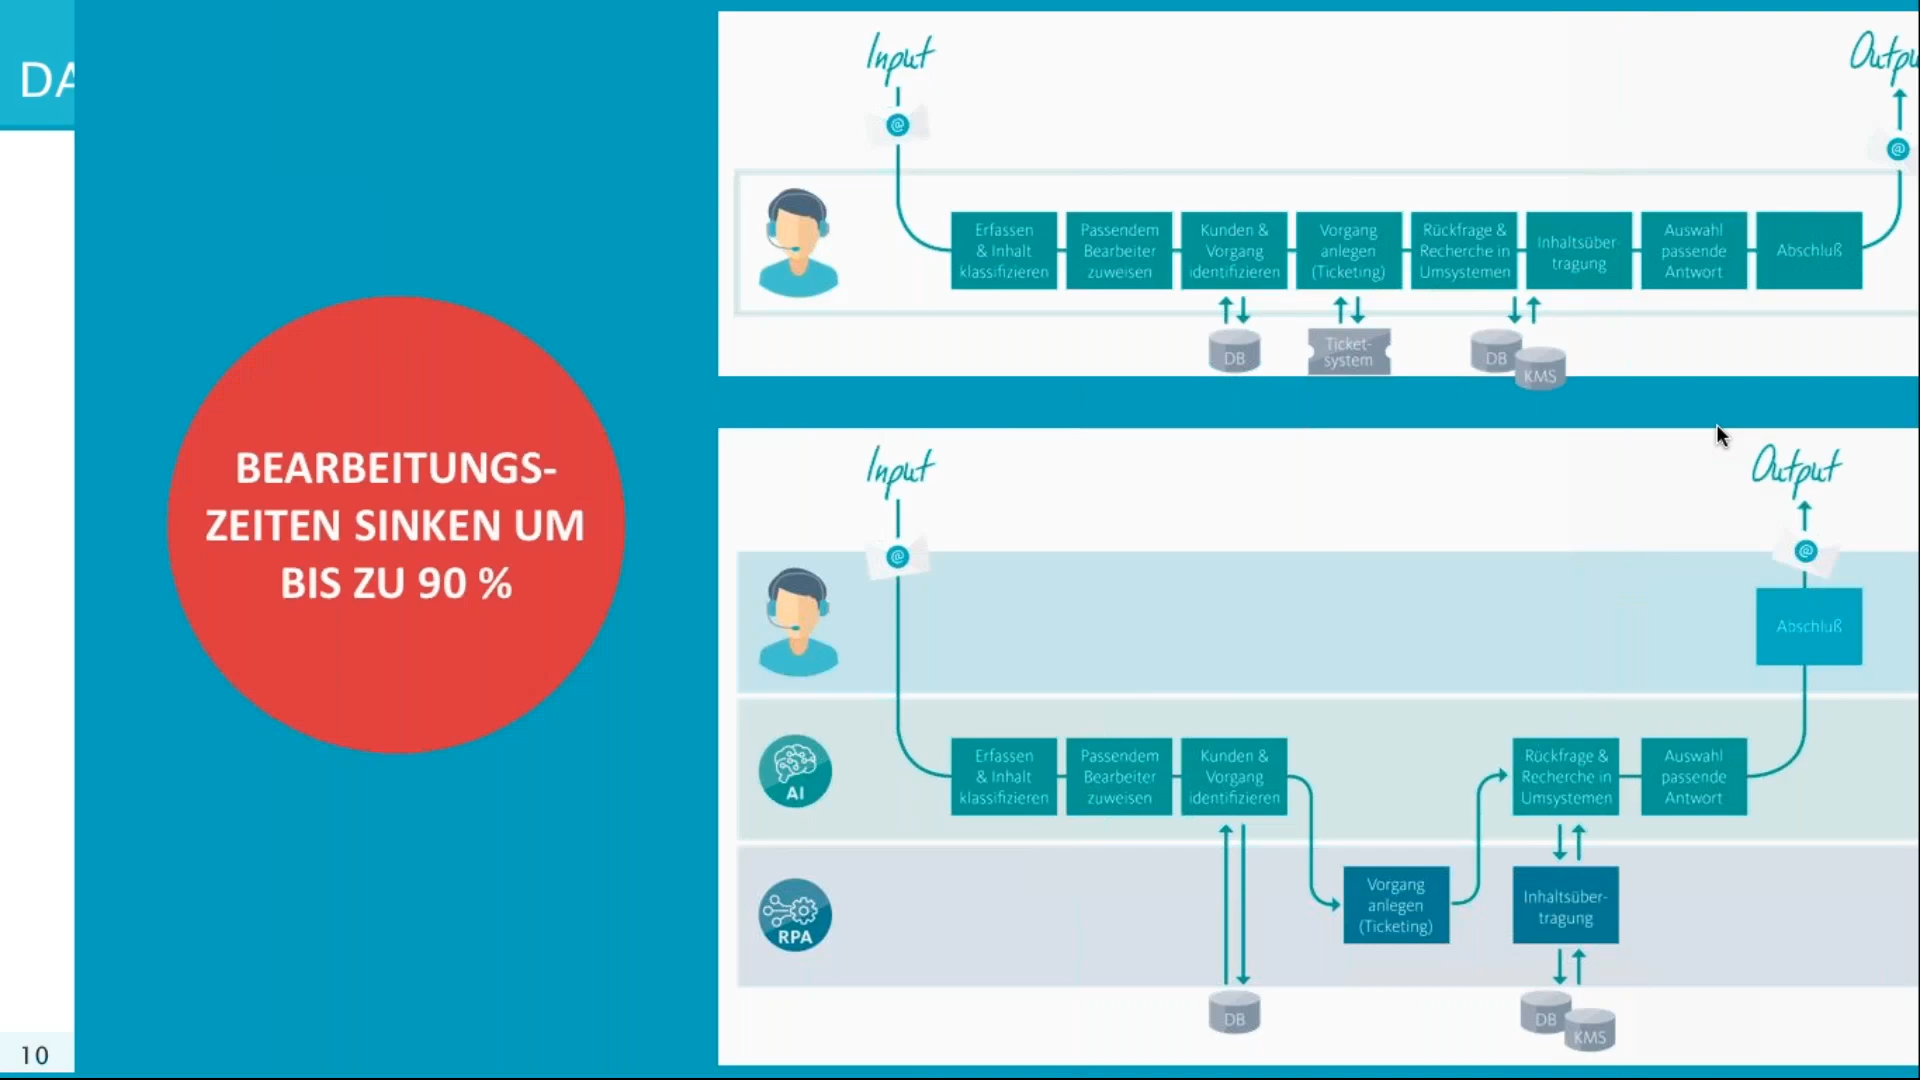 DA
BEARBEITUNGS-
ZEITEN SINKEN UM
BIS ZU 90 %
10
Input
Outpu
@
@
Erfassen
& Inhalt
klassifizieren
Passendem
Bearbeiter
zuweisen
Kunden &
Vorgang
identifizieren
Vorgang
anlegen
(Ticketing)
Rückfrage &
Recherche in
Umsystemen
Inhaltsüber-
tragung
Auswahl
passende
Antwort
Abschluß
DB
Ticket-
system
DB
KMS
Input
Output
@
@
Abschluß
AI
Erfassen
& Inhalt
klassifizieren
Passendem
Bearbeiter
zuweisen
Kunden &
Vorgang
identifizieren
Rückfrage &
Recherche in
Umsystemen
Auswahl
passende
Antwort
RPA
Vorgang
anlegen
(Ticketing)
Inhaltsüber-
tragung
DB
DB
KMS